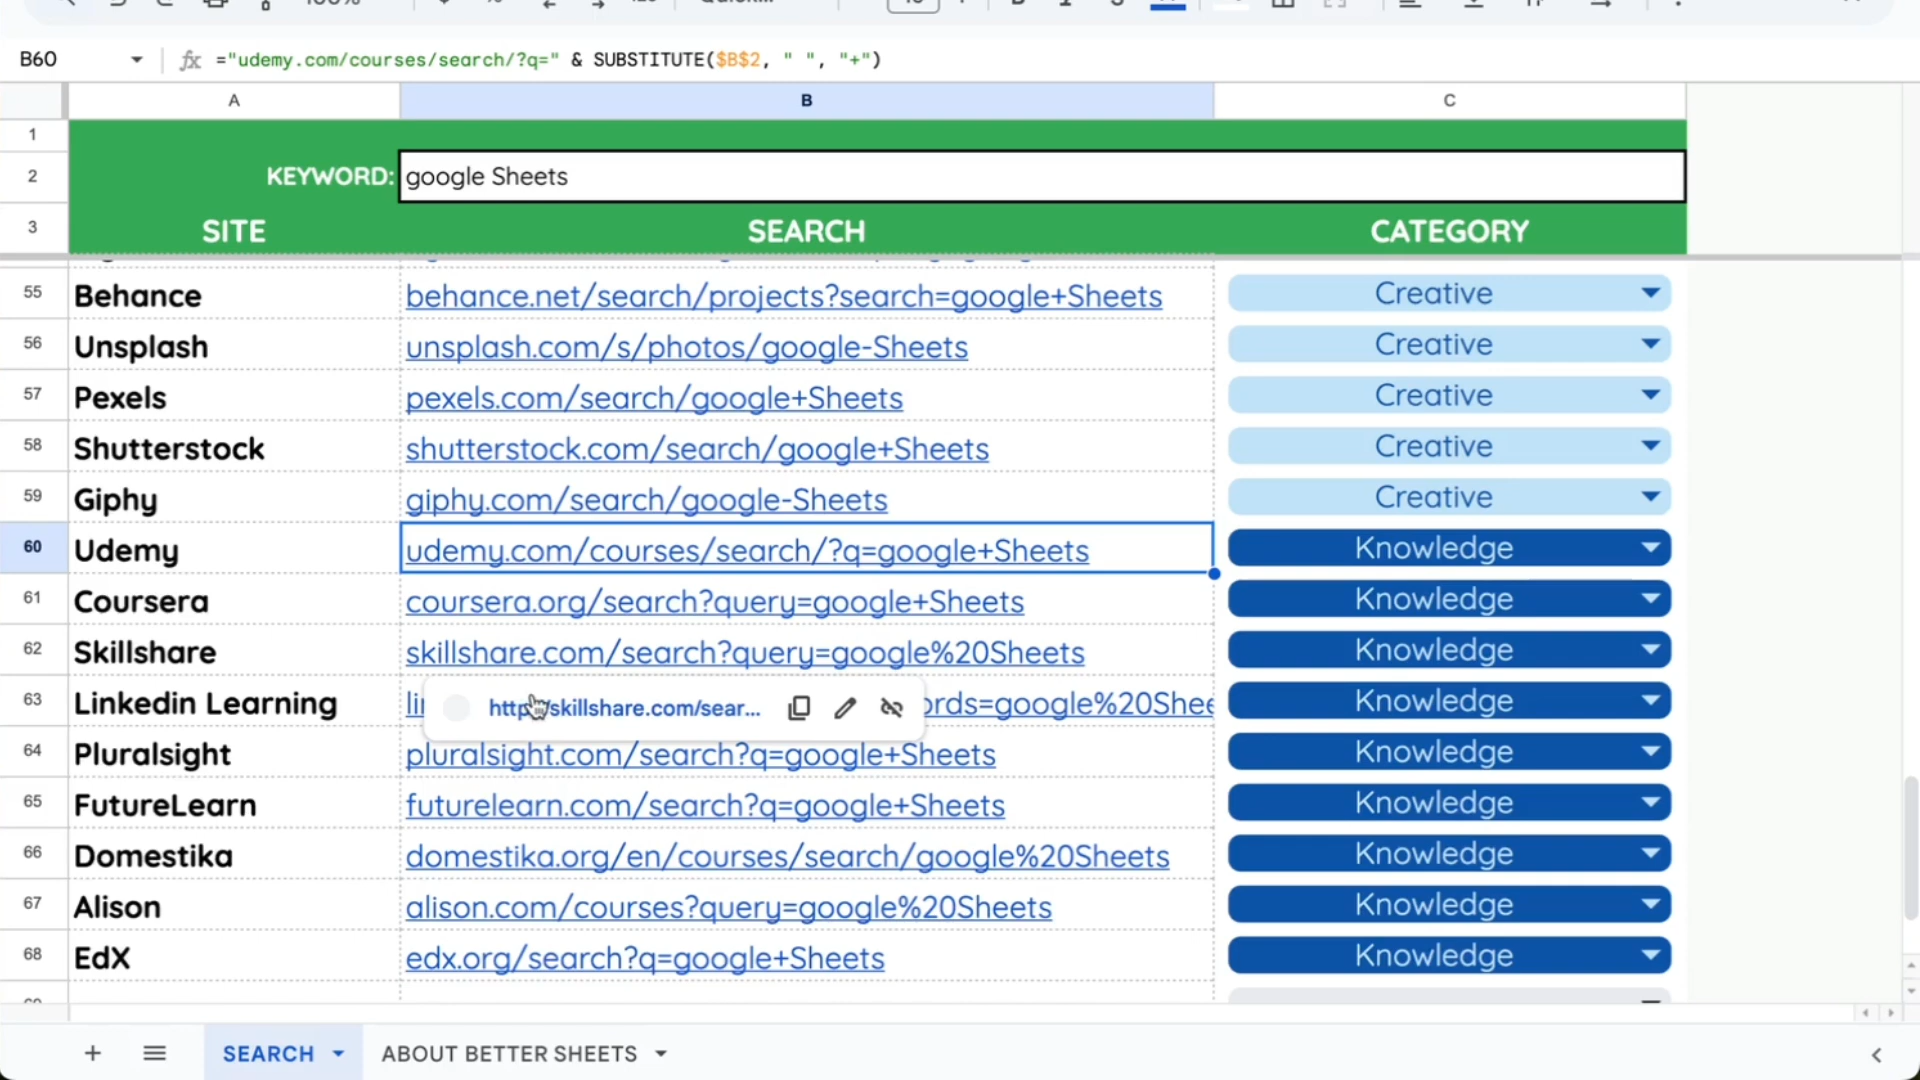 B60 fx ="udemy.com/courses/search/?q=" & SUBSTITUTE($B$2, " ", "+")
A B C
1
2 KEYWORD: google Sheets
3 SITE SEARCH CATEGORY
55 Behance behance.net/search/projects?search=google+Sheets Creative
56 Unsplash unsplash.com/s/photos/google-Sheets Creative
57 Pexels pexels.com/search/google+Sheets Creative
58 Shutterstock shutterstock.com/search/google+Sheets Creative
59 Giphy giphy.com/search/google-Sheets Creative
60 Udemy udemy.com/courses/search/?q=google+Sheets Knowledge
61 Coursera coursera.org/search?query=google+Sheets Knowledge
62 Skillshare skillshare.com/search?query=google%20Sheets Knowledge
63 Linkedin Learning li http://skillshare.com/sear... ords=google%20Shee Knowledge
64 Pluralsight pluralsight.com/search?q=google+Sheets Knowledge
65 FutureLearn futurelearn.com/search?q=google+Sheets Knowledge
66 Domestika domestika.org/en/courses/search/google%20Sheets Knowledge
67 Alison alison.com/courses?query=google%20Sheets Knowledge
68 EdX edx.org/search?q=google+Sheets Knowledge
SEARCH ABOUT BETTER SHEETS